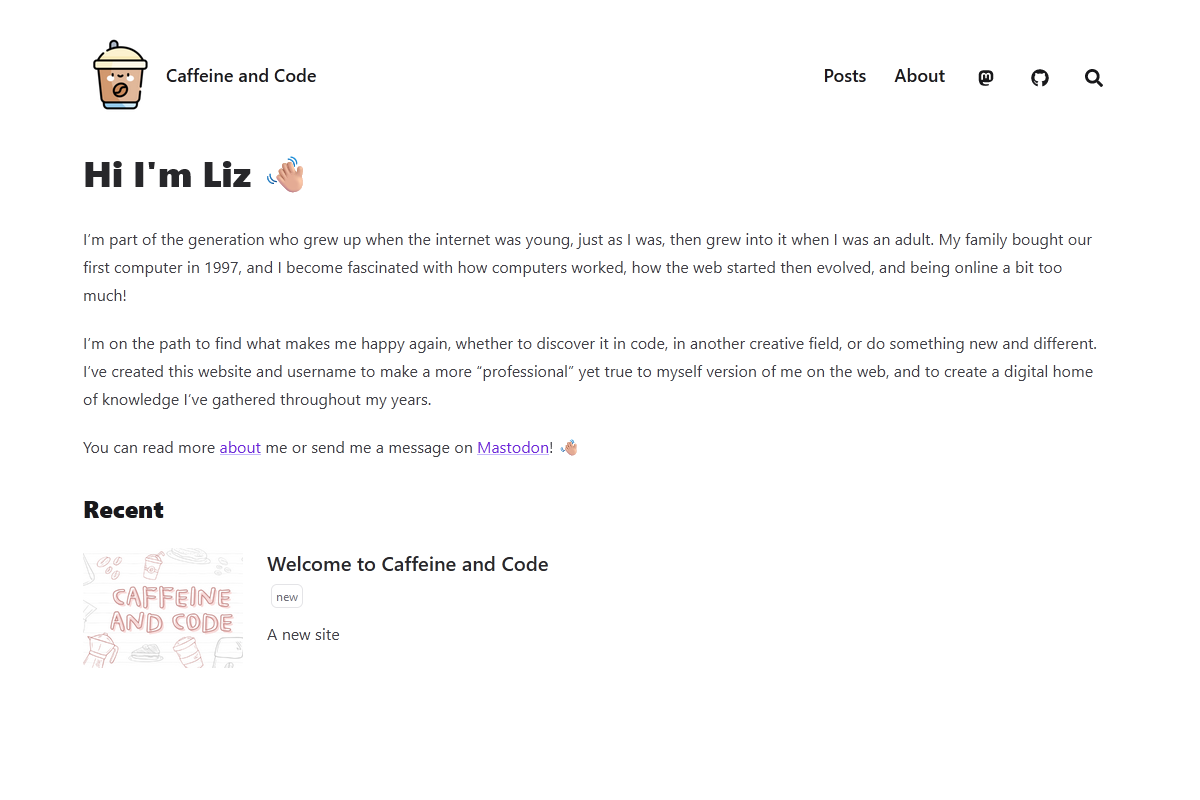 Caffeine and Code
Posts About
Hi I'm Liz 👋🏼
I’m part of the generation who grew up when the internet was young, just as I was, then grew into it when I was an adult. My family bought our
first computer in 1997, and I become fascinated with how computers worked, how the web started then evolved, and being online a bit too
much!
I’m on the path to find what makes me happy again, whether to discover it in code, in another creative field, or do something new and different.
I’ve created this website and username to make a more “professional” yet true to myself version of me on the web, and to create a digital home
of knowledge I’ve gathered throughout my years.
You can read more about me or send me a message on Mastodon! 👋🏼
Recent
CAFFEINE
AND CODE
Welcome to Caffeine and Code
new
A new site